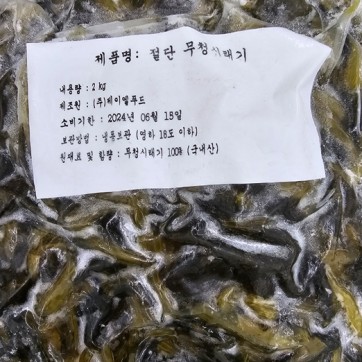 제품명: 절단 무청시래기
내용량 : 2 kg
제조원 : (주)제이엠푸드
소비기한 : 2024년 06월 15일
보관방법 : 냉동보관 (영하 18도 이하)
원재료 및 함량 : 무청시래기 100% (국내산)